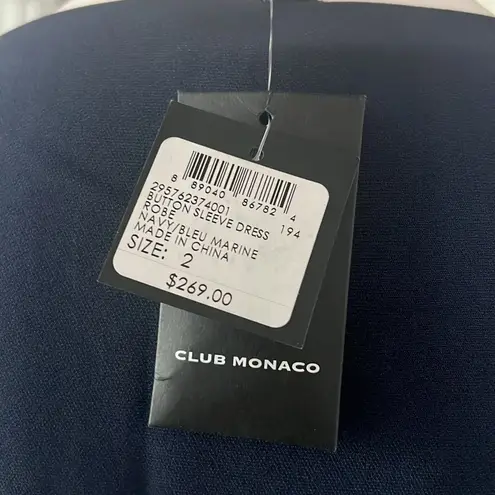 8 89040 86782 4
295762374001 194
BUTTON SLEEVE DRESS
ROBE
NAVY/BLEU MARINE
MADE IN CHINA
SIZE: 2
$269.00
CLUB MONACO